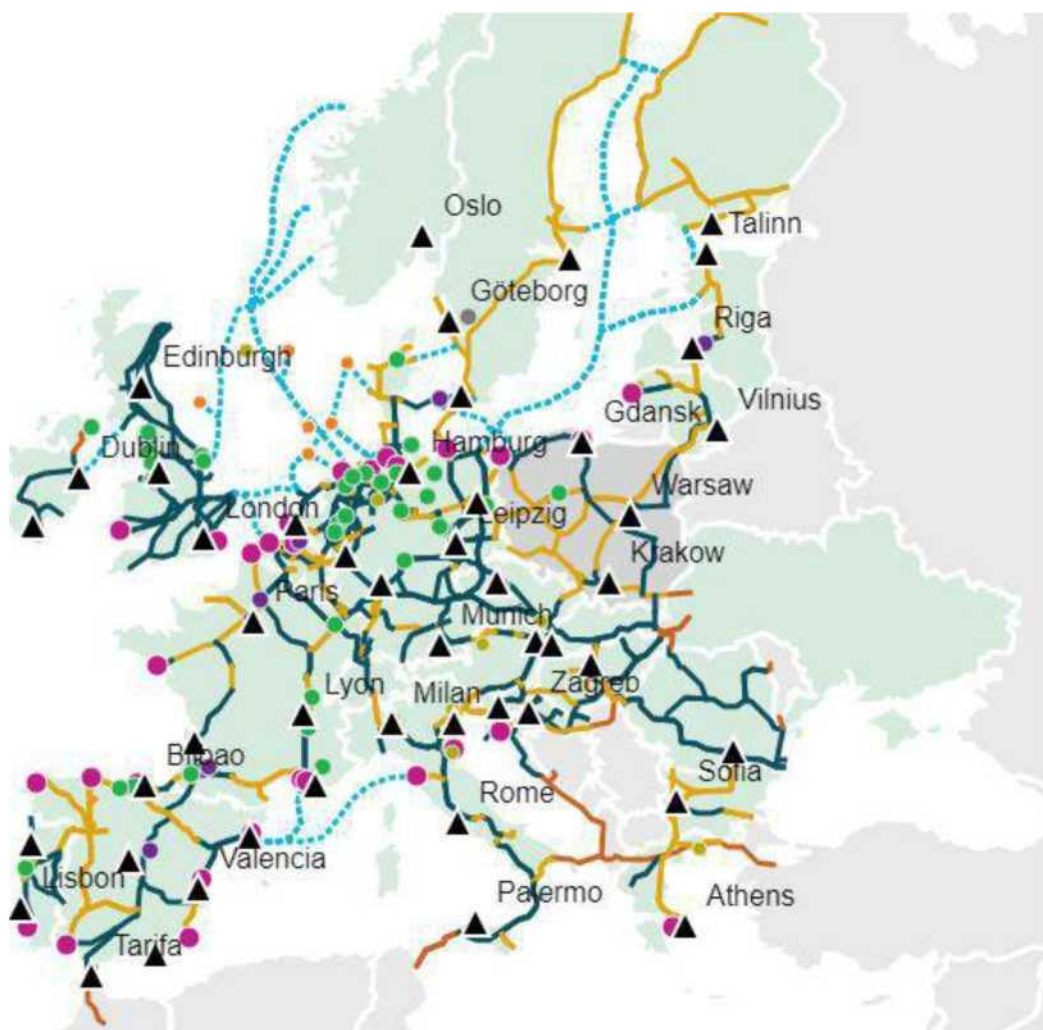 Oslo
Talinn
Göteborg
Riga
Edinburgh
Vilnius
Gdansk
Dublin
Hamburg
Warsaw
London
Leipzig
Krakow
Paris
Munich
Lyon
Milan
Zagreb
Bilbao
Sofia
Rome
Valencia
Lisbon
Palermo
Athens
Tarifa